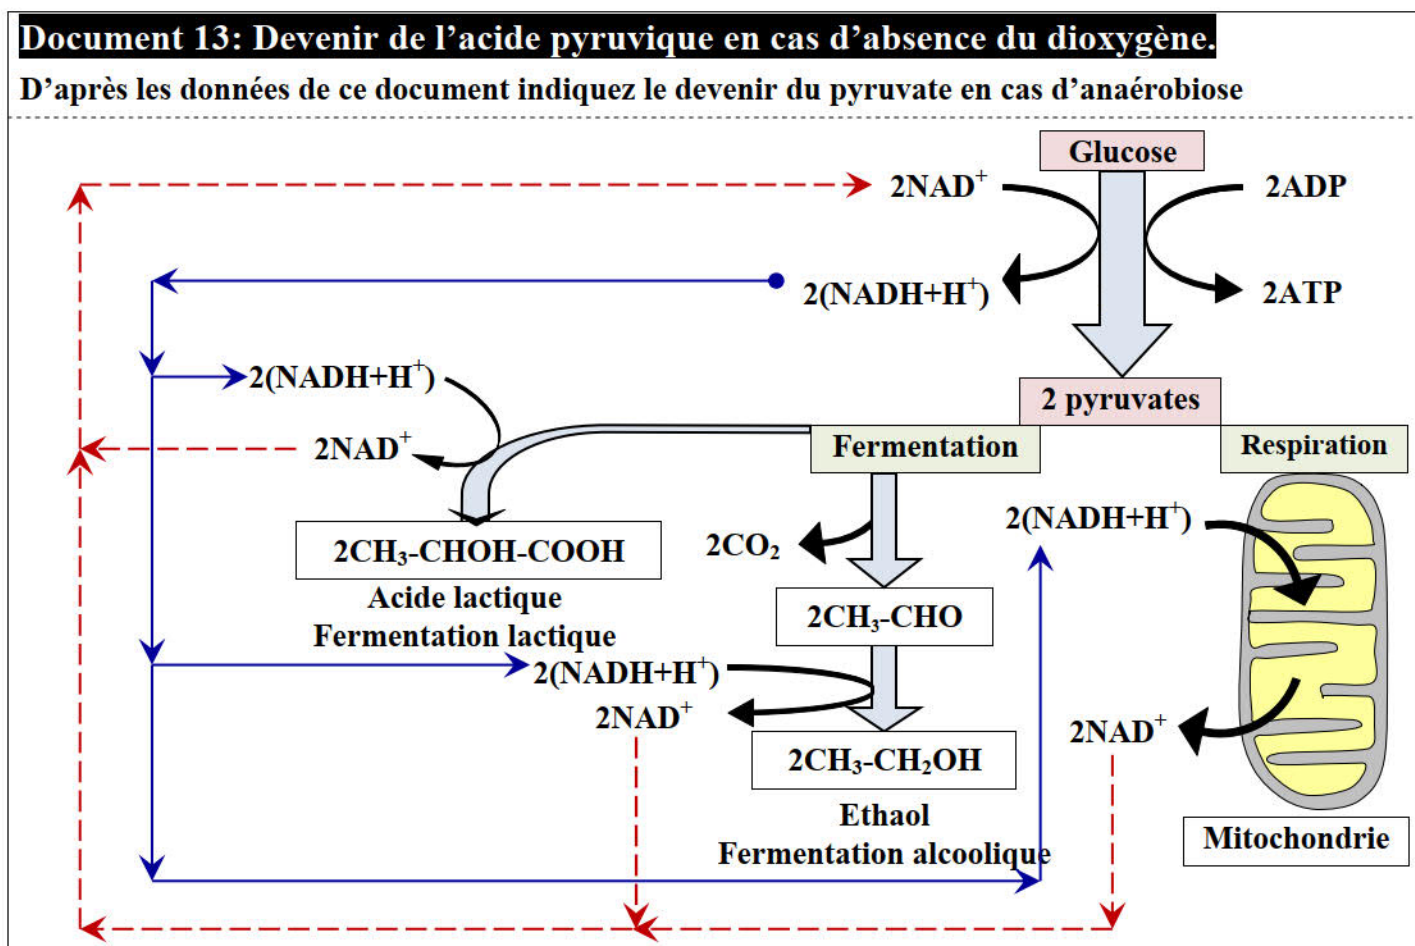 Document 13: Devenir de l’acide pyruvique en cas d’absence du dioxygène.
D’après les données de ce document indiquez le devenir du pyruvate en cas d’anaérobiose
Glucose
2NAD⁺
2ADP
2(NADH+H⁺)
2ATP
2(NADH+H⁺)
2 pyruvates
2NAD⁺
Fermentation
Respiration
2(NADH+H⁺)
2CH₃-CHOH-COOH
2CO₂
Acide lactique
Fermentation lactique
2CH₃-CHO
2(NADH+H⁺)
2NAD⁺
2NAD⁺
2CH₃-CH₂OH
Ethaol
Fermentation alcoolique
Mitochondrie